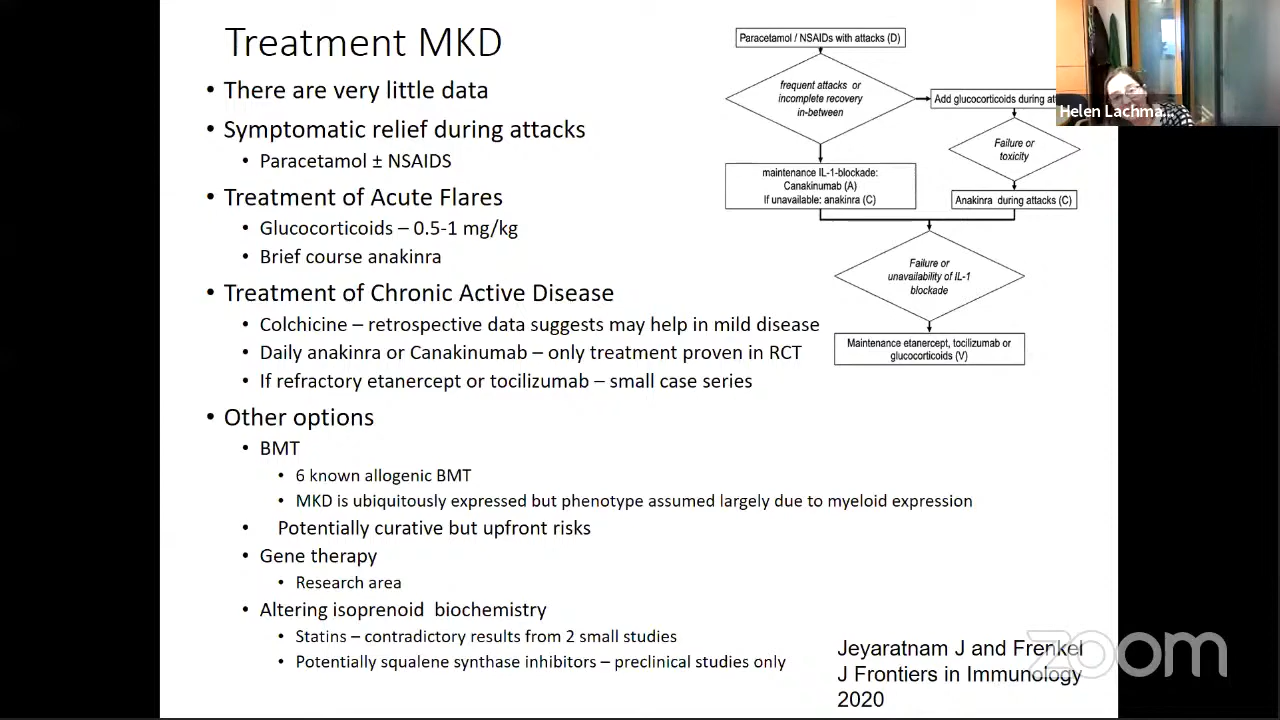 Treatment MKD
• There are very little data
• Symptomatic relief during attacks
• Paracetamol ± NSAIDS
• Treatment of Acute Flares
• Glucocorticoids – 0.5-1 mg/kg
• Brief course anakinra
• Treatment of Chronic Active Disease
• Colchicine – retrospective data suggests may help in mild disease
• Daily anakinra or Canakinumab – only treatment proven in RCT
• If refractory etanercept or tocilizumab – small case series
• Other options
• BMT
• 6 known allogenic BMT
• MKD is ubiquitously expressed but phenotype assumed largely due to myeloid expression
• Potentially curative but upfront risks
• Gene therapy
• Research area
• Altering isoprenoid biochemistry
• Statins – contradictory results from 2 small studies
• Potentially squalene synthase inhibitors – preclinical studies only
Paracetamol / NSAIDs with attacks (D)
frequent attacks or
incomplete recovery
in-between
Add glucocorticoids during
Failure or
toxicity
maintenance IL-1-blockade:
Canakinumab (A)
If unavailable: anakinra (C)
Anakinra during attacks (C)
Failure or
unavailability of IL-1
blockade
Maintenance etanercept, tocilizumab or
glucocorticoids (V)
Helen Lachma...
Jeyaratnam J and Frenkel
J Frontiers in Immunology
2020
zoom